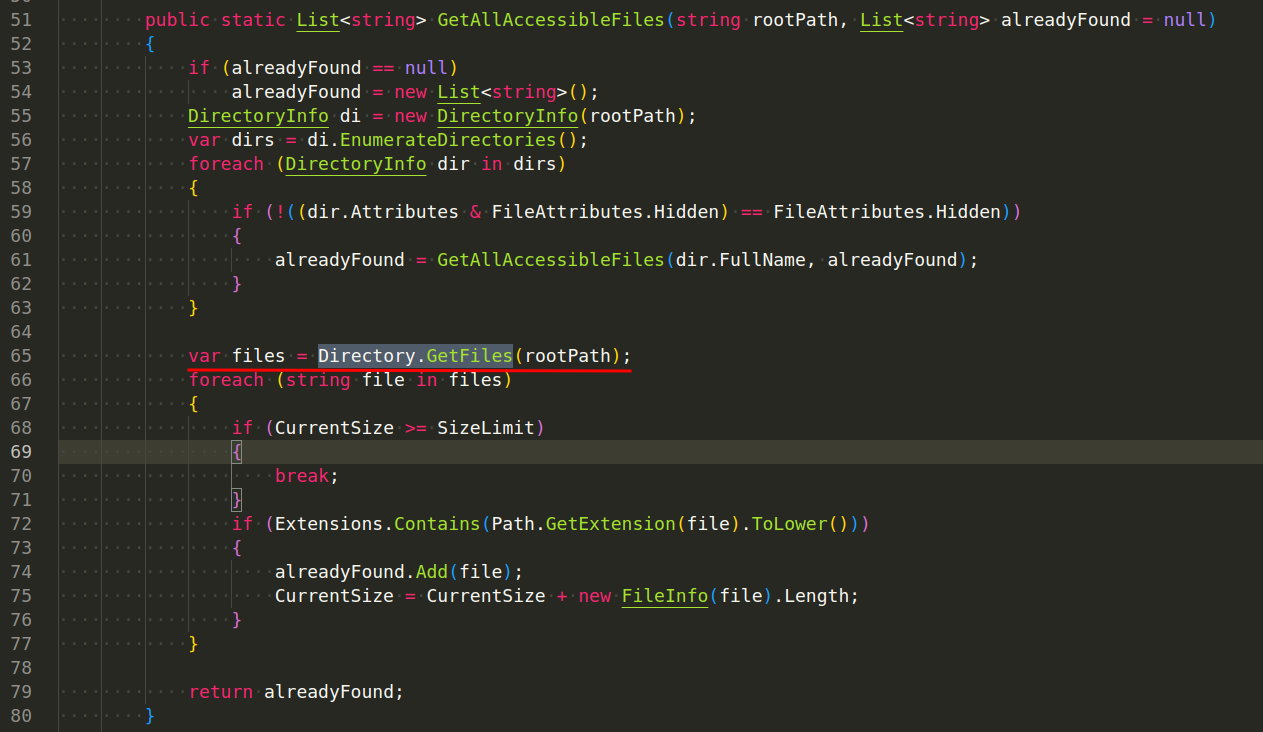 51 public static List<string> GetAllAccessibleFiles(string rootPath, List<string> alreadyFound = null)
52 {
53 if (alreadyFound == null)
54 alreadyFound = new List<string>();
55 DirectoryInfo di = new DirectoryInfo(rootPath);
56 var dirs = di.EnumerateDirectories();
57 foreach (DirectoryInfo dir in dirs)
58 {
59 if (!((dir.Attributes & FileAttributes.Hidden) == FileAttributes.Hidden))
60 {
61 alreadyFound = GetAllAccessibleFiles(dir.FullName, alreadyFound);
62 }
63 }
64
65 var files = Directory.GetFiles(rootPath);
66 foreach (string file in files)
67 {
68 if (CurrentSize >= SizeLimit)
69 {
70 break;
71 }
72 if (Extensions.Contains(Path.GetExtension(file).ToLower()))
73 {
74 alreadyFound.Add(file);
75 CurrentSize = CurrentSize + new FileInfo(file).Length;
76 }
77 }
78
79 return alreadyFound;
80 }